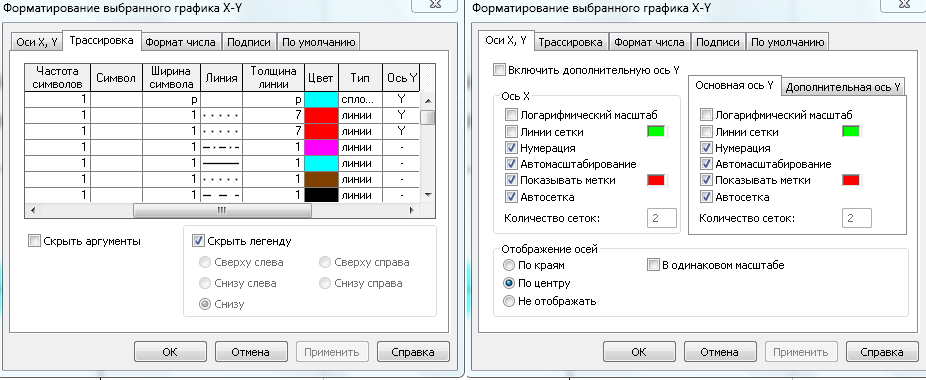 Форматирование выбранного графика X-Y
Оси X, Y Трассировка Формат числа Подписи По умолчанию
Частота символов Символ Ширина символа Линия Толщина линии Цвет Тип Ось Y
1 p p спло... Y
1 1 7 линии Y
1 1 7 линии Y
1 1 1 линии -
1 1 1 линии -
1 1 1 линии -
1 1 1 линии -
Скрыть аргументы
Скрыть легенду
Сверху слева Сверху справа
Снизу слева Снизу справа
Снизу
ОК Отмена Применить Справка
Форматирование выбранного графика X-Y
Оси X, Y Трассировка Формат числа Подписи По умолчанию
Включить дополнительную ось Y
Ось X
Логарифмический масштаб
Линии сетки
Нумерация
Автомасштабирование
Показывать метки
Автосетка
Количество сеток: 2
Основная ось Y Дополнительная ось Y
Логарифмический масштаб
Линии сетки
Нумерация
Автомасштабирование
Показывать метки
Автосетка
Количество сеток: 2
Отображение осей
По краям
По центру
Не отображать
В одинаковом масштабе
ОК Отмена Применить Справка